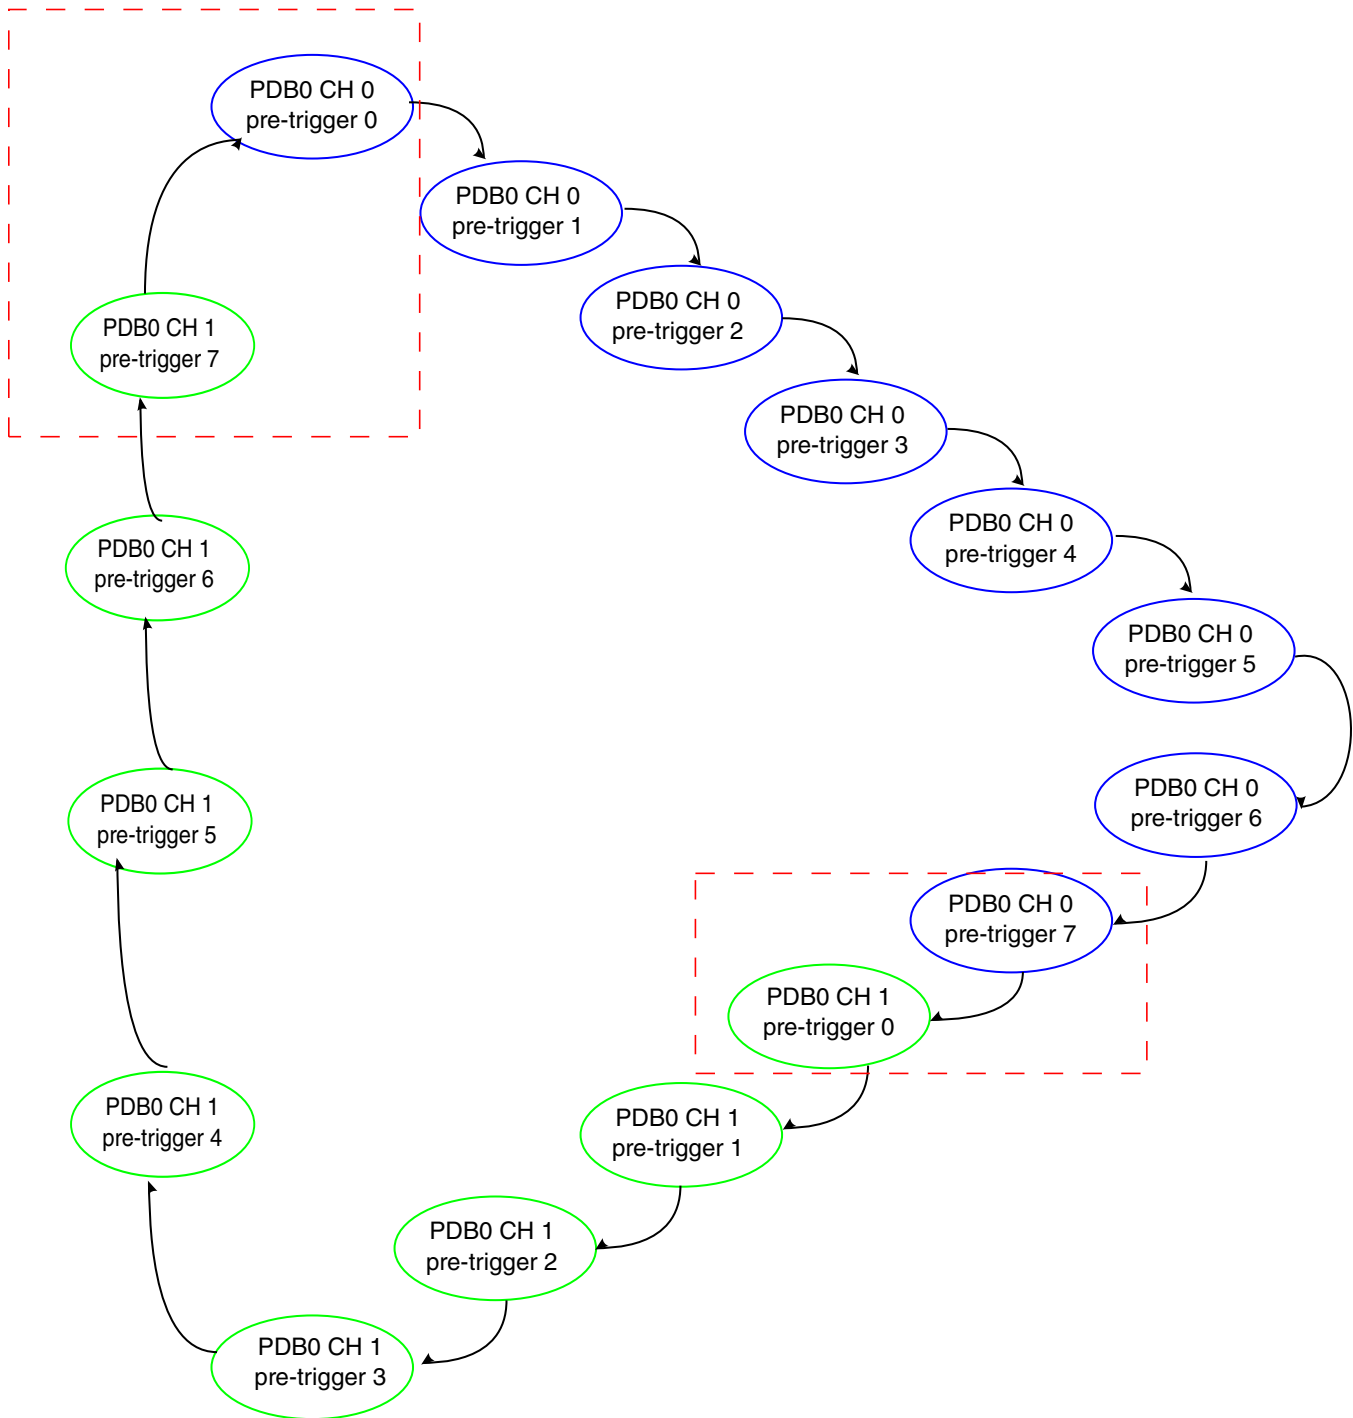 PDB0 CH 0
pre-trigger 0
PDB0 CH 0
pre-trigger 1
PDB0 CH 0
pre-trigger 2
PDB0 CH 0
pre-trigger 3
PDB0 CH 0
pre-trigger 4
PDB0 CH 0
pre-trigger 5
PDB0 CH 0
pre-trigger 6
PDB0 CH 0
pre-trigger 7
PDB0 CH 1
pre-trigger 0
PDB0 CH 1
pre-trigger 1
PDB0 CH 1
pre-trigger 2
PDB0 CH 1
pre-trigger 3
PDB0 CH 1
pre-trigger 4
PDB0 CH 1
pre-trigger 5
PDB0 CH 1
pre-trigger 6
PDB0 CH 1
pre-trigger 7